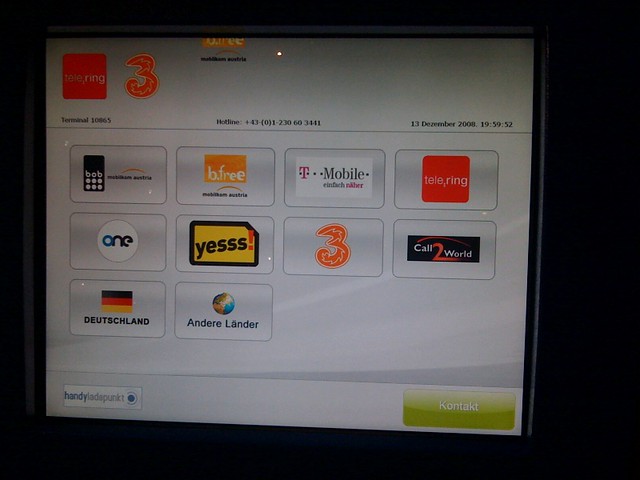 b.free
mobilkom austria
tele.ring
3
Terminal 10865
Hotline: +43-(0)1-230 60 3441
13 Dezember 2008, 19:59:52
bob
mobilkom austria
b.free
mobilkom austria
T··Mobile·
einfach näher
tele.ring
one
yesss!
3
Call 2 World
DEUTSCHLAND
Andere Länder
handyladepunkt
Kontakt